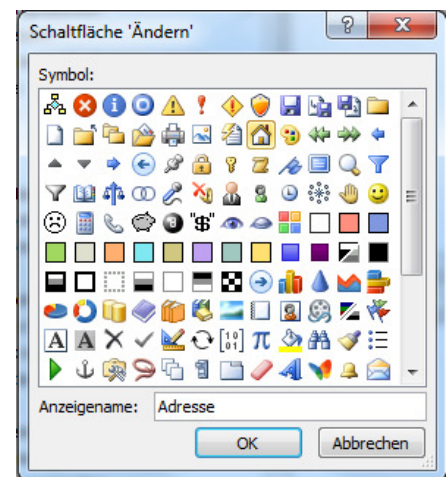 Schaltfläche 'Ändern'
Symbol:
"$"
A A
π
Anzeigename: Adresse
OK Abbrechen